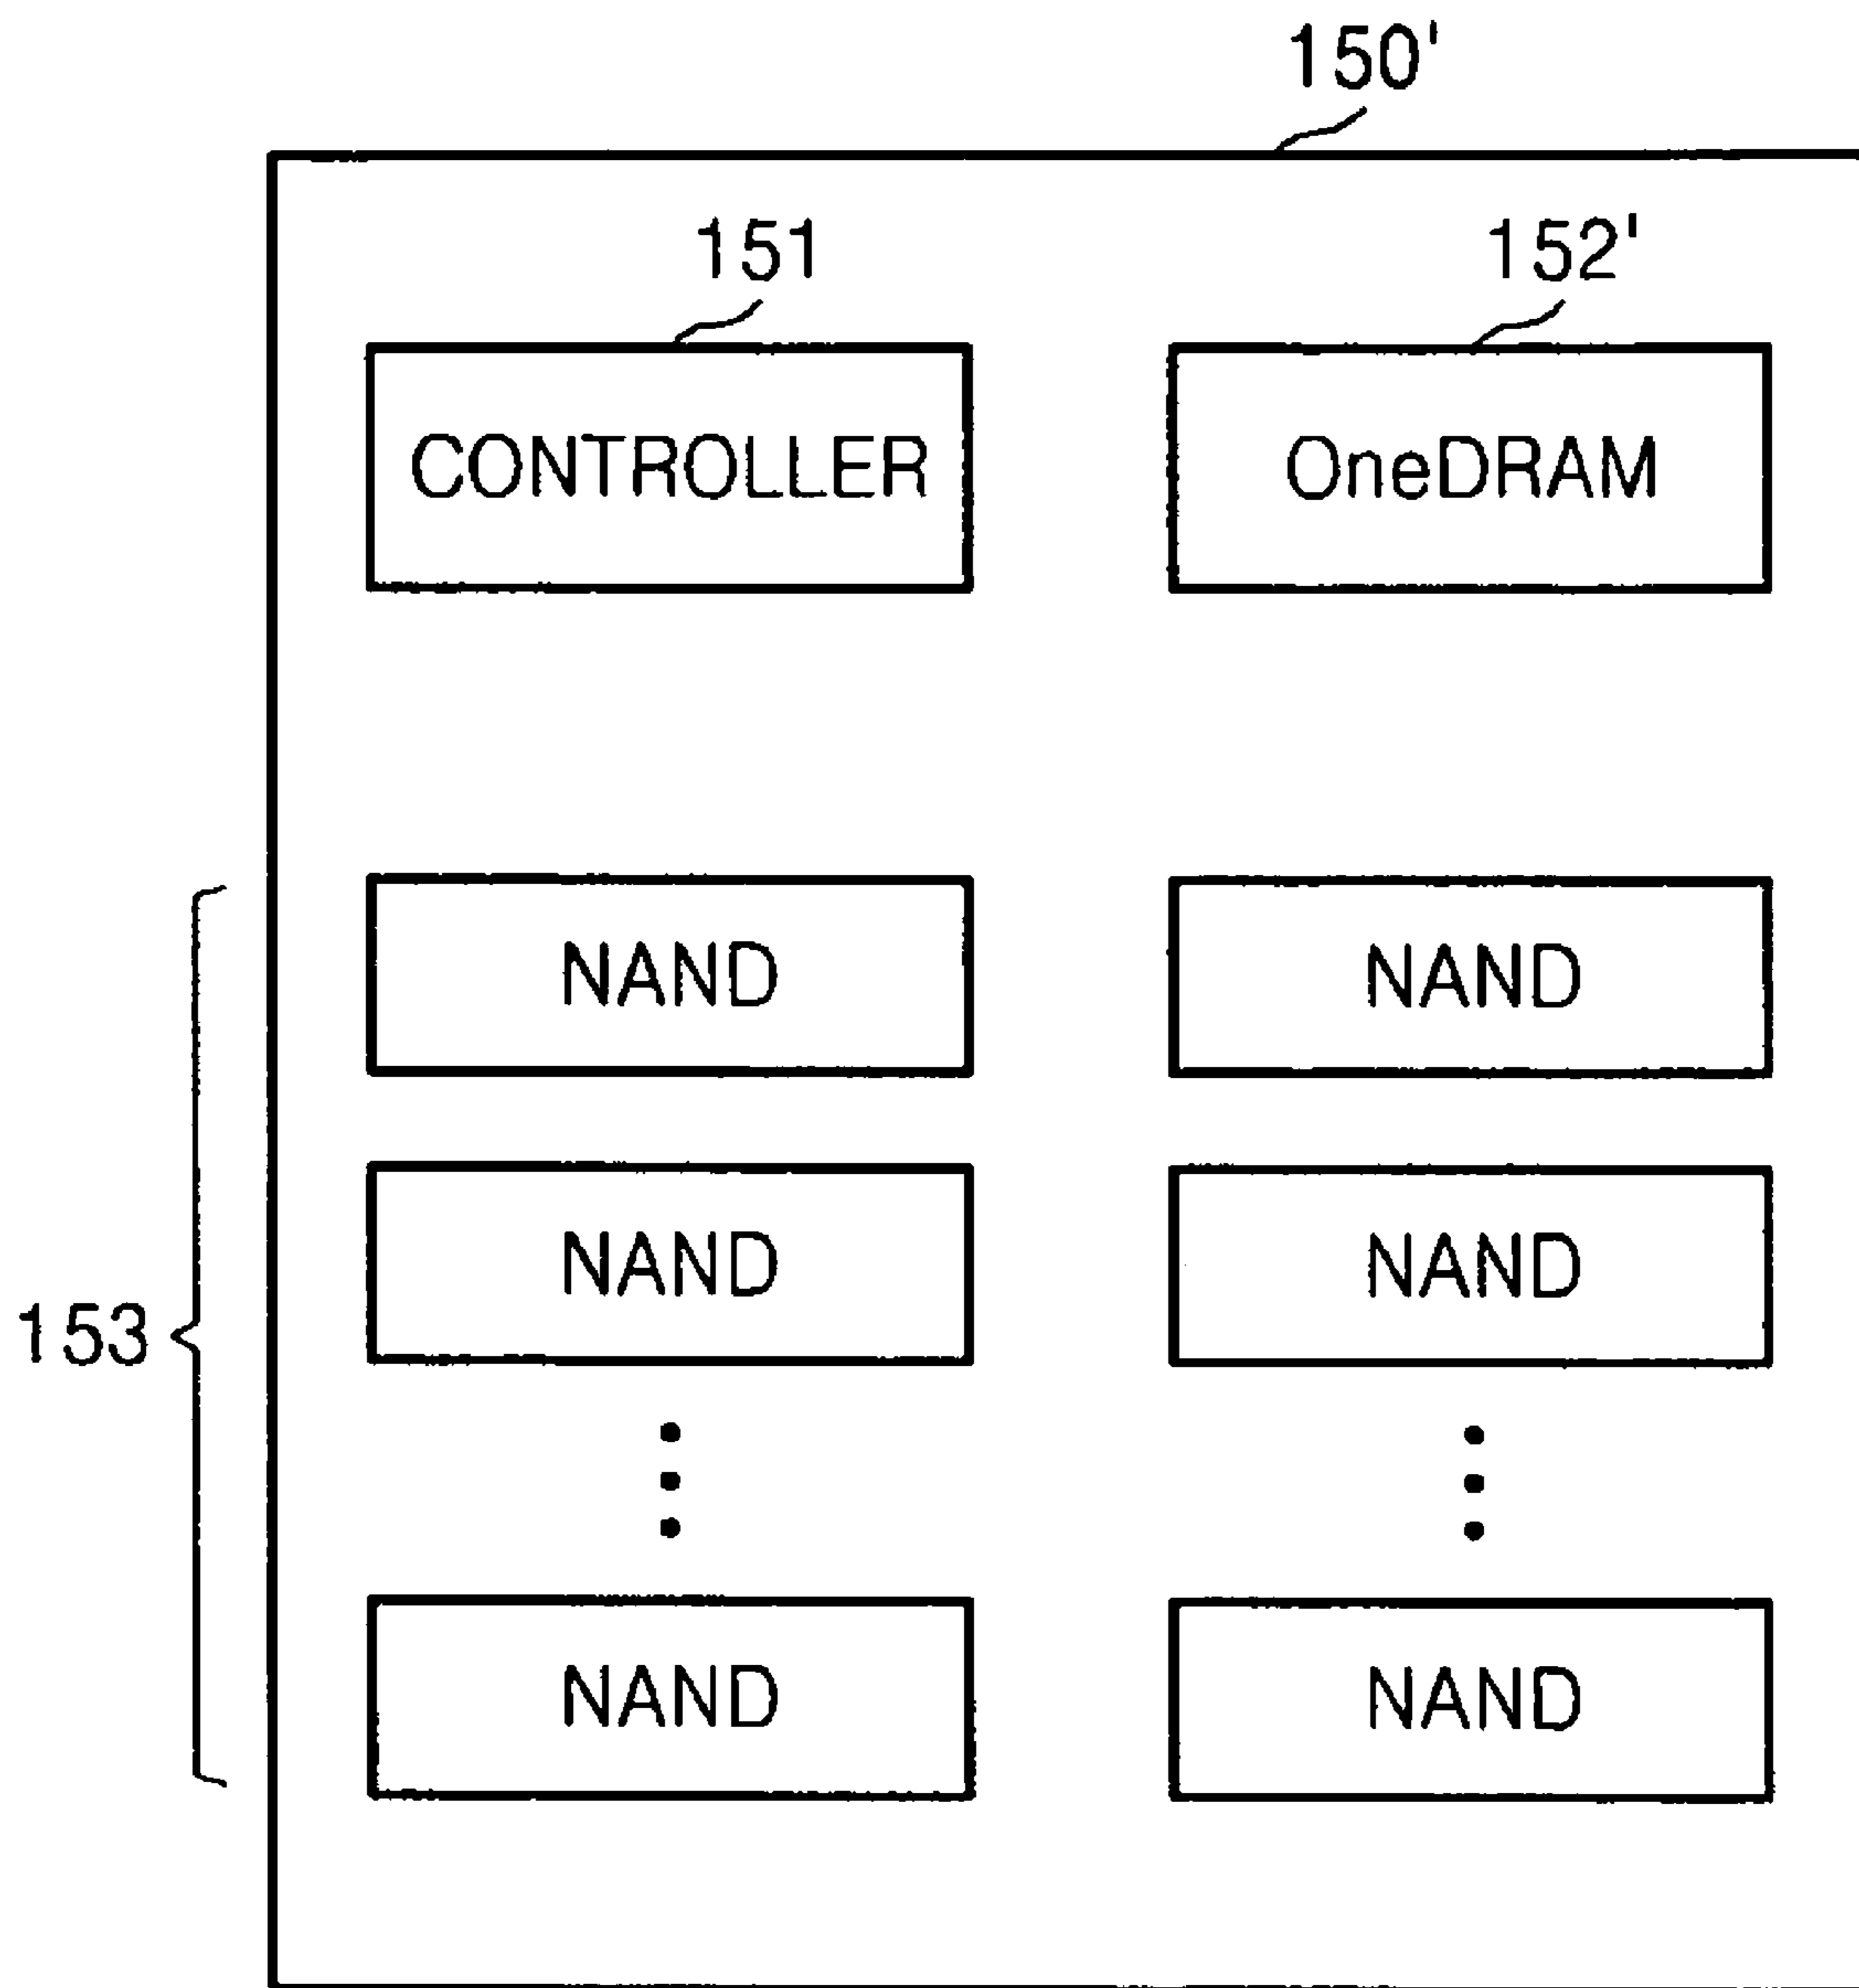 150'
151 152'
CONTROLLER OneDRAM
NAND NAND
NAND NAND
153
NAND NAND